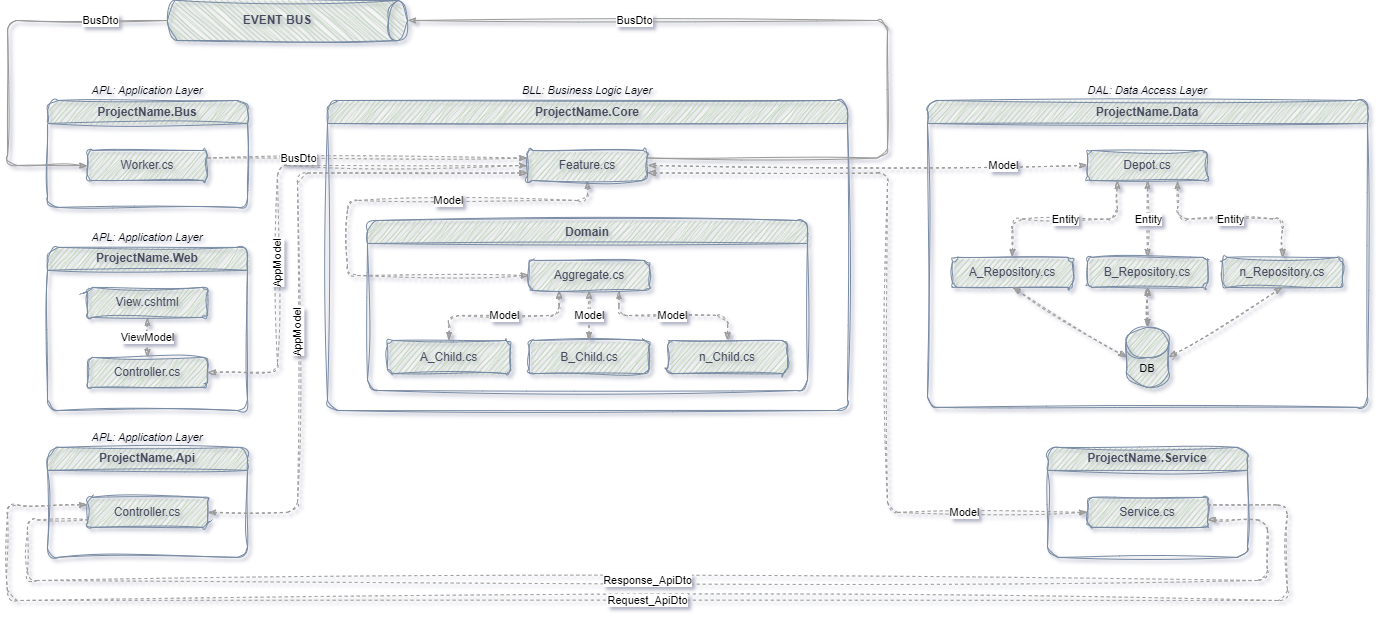 BusDto
EVENT BUS
BusDto
APL: Application Layer
ProjectName.Bus
Worker.cs
BusDto
APL: Application Layer
ProjectName.Web
View.cshtml
ViewModel
Controller.cs
AppModel
APL: Application Layer
ProjectName.Api
Controller.cs
AppModel
BLL: Business Logic Layer
ProjectName.Core
Feature.cs
Model
Domain
Aggregate.cs
Model
Model
Model
A_Child.cs
B_Child.cs
n_Child.cs
DAL: Data Access Layer
ProjectName.Data
Model
Depot.cs
Entity
Entity
Entity
A_Repository.cs
B_Repository.cs
n_Repository.cs
DB
ProjectName.Service
Model
Service.cs
Response_ApiDto
Request_ApiDto